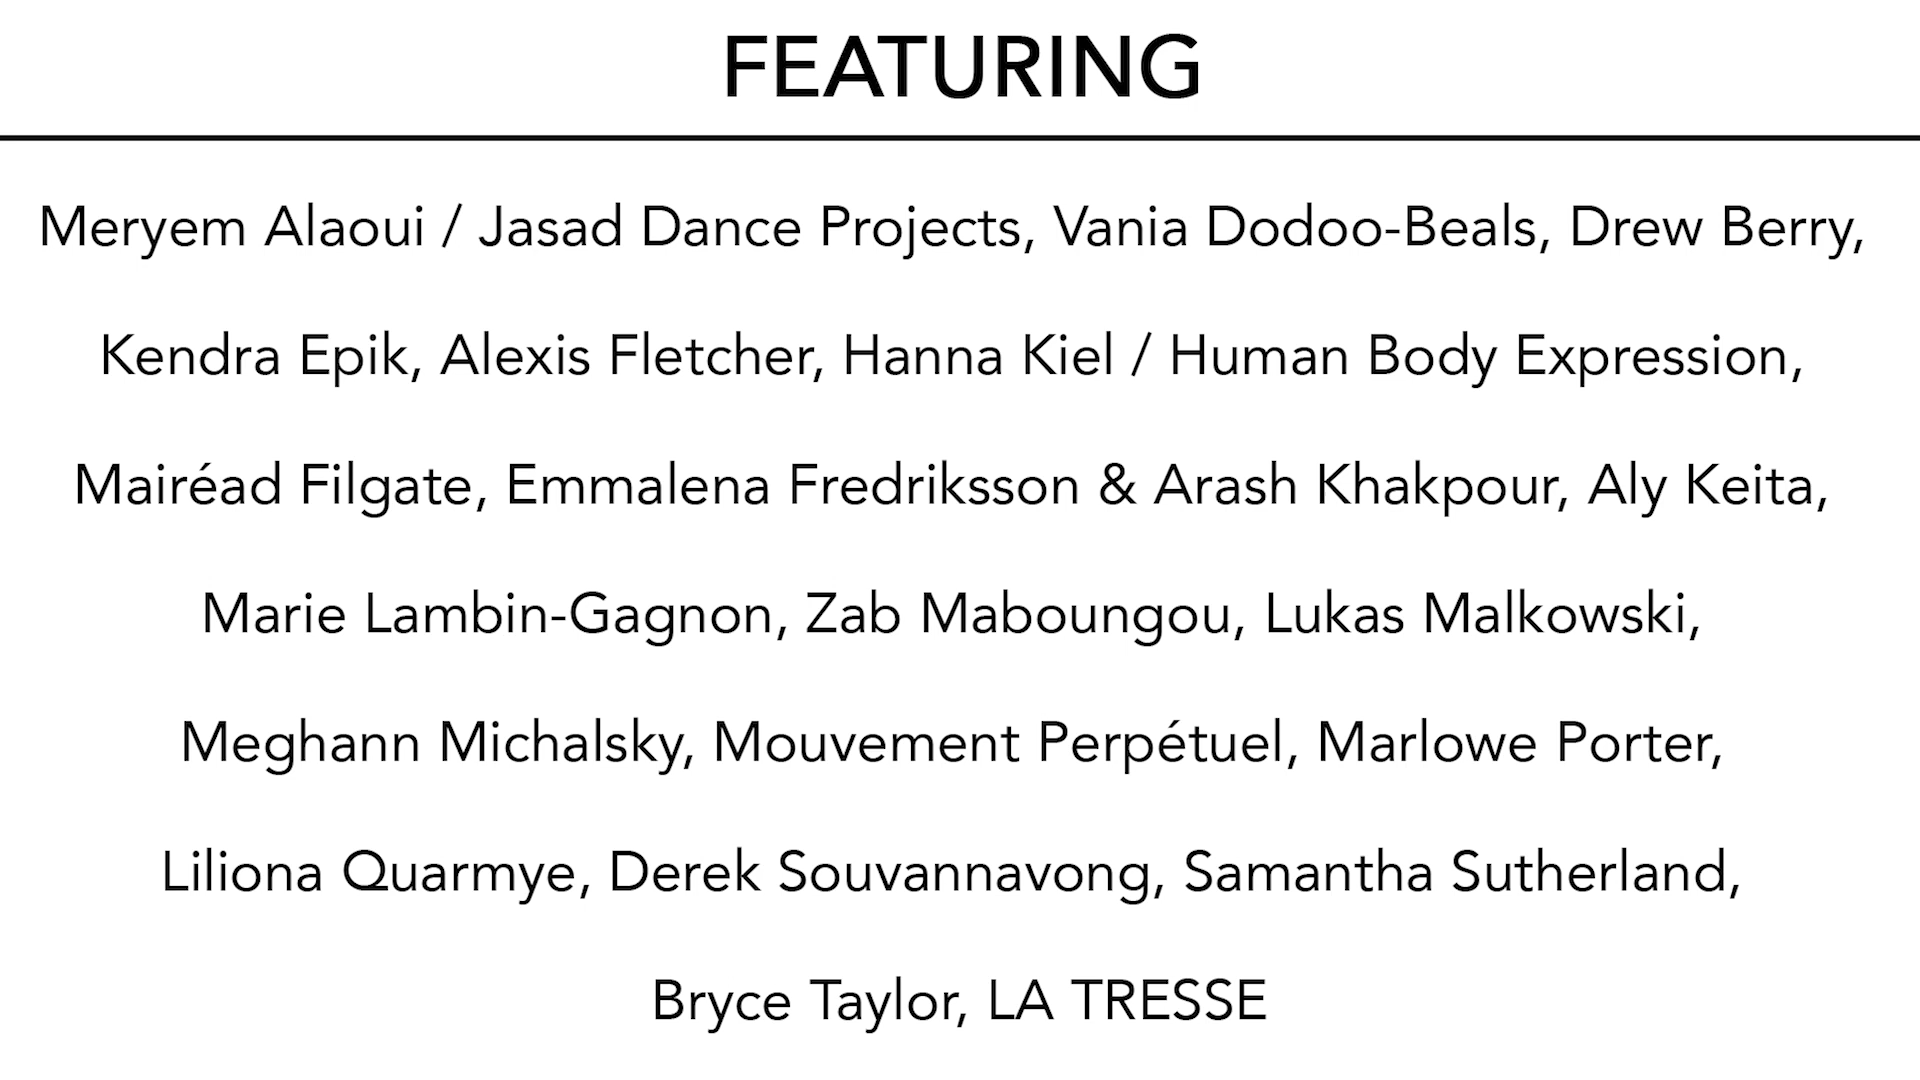 FEATURING
Meryem Alaoui / Jasad Dance Projects, Vania Dodoo-Beals, Drew Berry,
Kendra Epik, Alexis Fletcher, Hanna Kiel / Human Body Expression,
Mairéad Filgate, Emmalena Fredriksson & Arash Khakpour, Aly Keita,
Marie Lambin-Gagnon, Zab Maboungou, Lukas Malkowski,
Meghann Michalsky, Mouvement Perpétuel, Marlowe Porter,
Liliona Quarmye, Derek Souvannavong, Samantha Sutherland,
Bryce Taylor, LA TRESSE